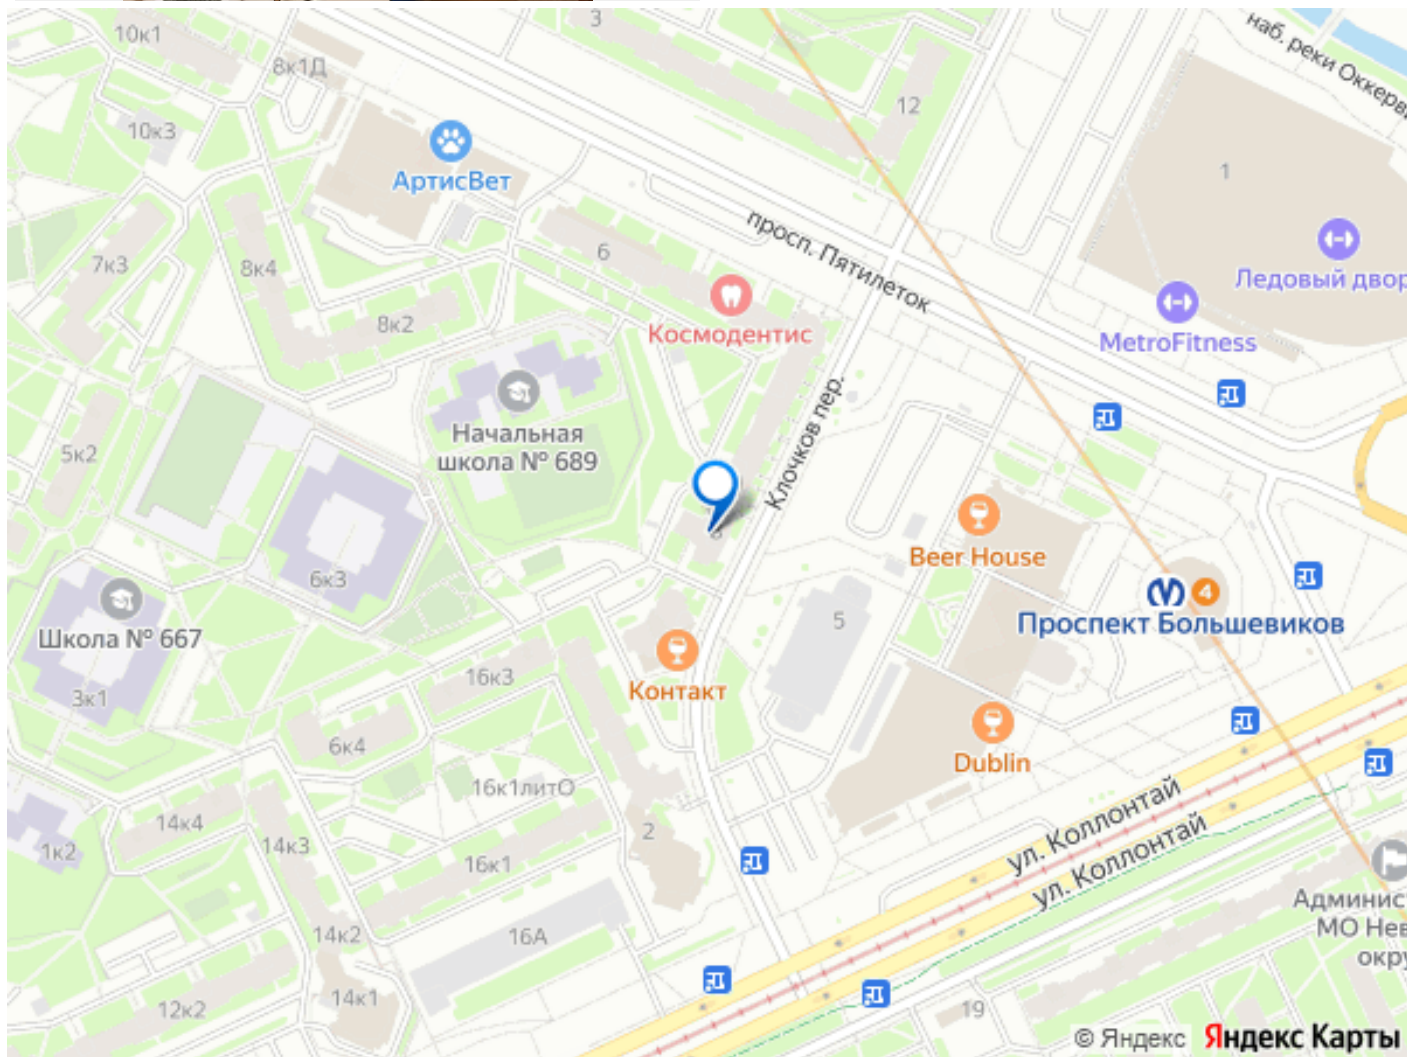 3
10к1
8к1Д
наб. реки Оккерви
12
10к3
1
АртисВет
просп. Пятилеток
6
7к3
8к4
Ледовый двор
8к2
Космодентис
MetroFitness
Клочков пер.
Начальная
школа № 689
5к2
Beer House
6к3
4
Школа № 667
5
Проспект Большевиков
16к3
Контакт
3к1
6к4
Dublin
16к1литО
ул. Коллонтай
14к4
2
14к3
1к2
16к1
ул. Коллонтай
Админис
МО Нев
окру
14к2
16А
14к1
12к2
19
© Яндекс Яндекс Карты